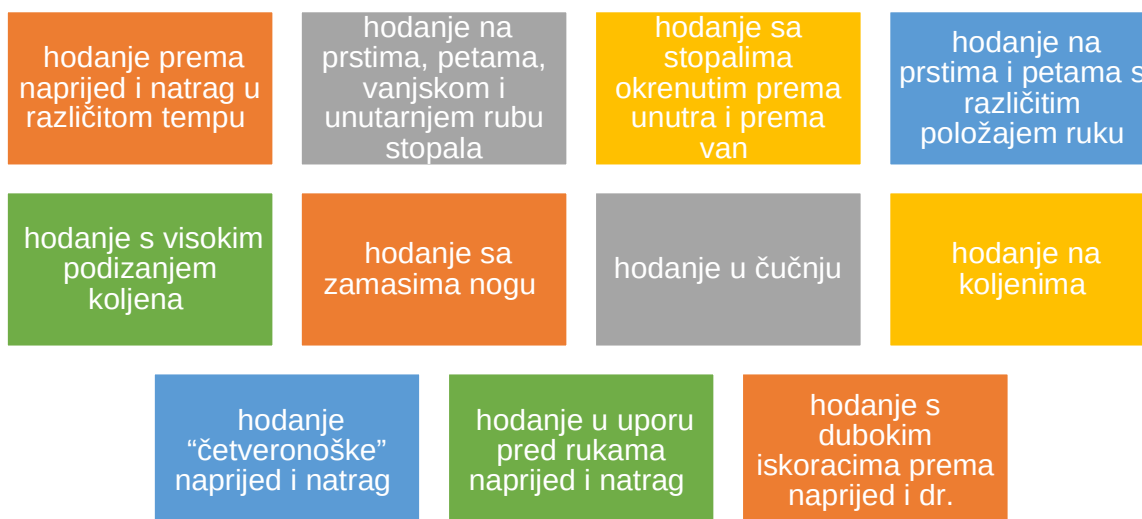 hodanje prema
naprijed i natrag u
različitom tempu
hodanje na
prstima, petama,
vanjskom i
unutarnjem rubu
stopala
hodanje sa
stopalima
okrenutim prema
unutra i prema
van
hodanje na
prstima i petama s
različitim
položajem ruku
hodanje s visokim
podizanjem
koljena
hodanje sa
zamasima nogu
hodanje u čučnju
hodanje na
koljenima
hodanje
“četveronoške”
naprijed i natrag
hodanje u uporu
pred rukama
naprijed i natrag
hodanje s
dubokim
iskoracima prema
naprijed i dr.